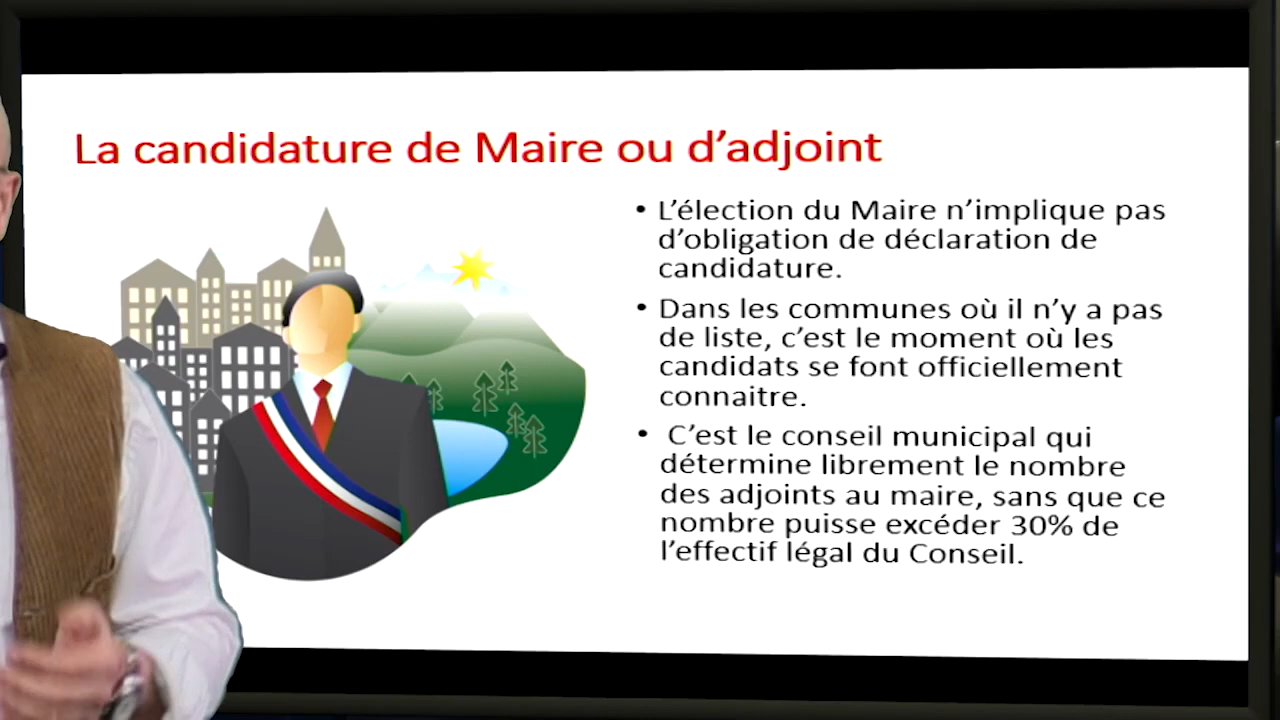 La candidature de Maire ou d’adjoint
• L’élection du Maire n’implique pas
d’obligation de déclaration de
candidature.
• Dans les communes où il n’y a pas
de liste, c’est le moment où les
candidats se font officiellement
connaitre.
• C’est le conseil municipal qui
détermine librement le nombre
des adjoints au maire, sans que ce
nombre puisse excéder 30% de
l’effectif légal du Conseil.